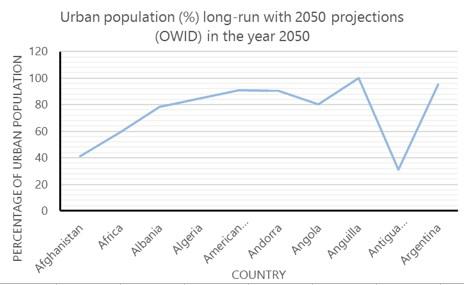 Urban population (%) long-run with 2050 projections
(OWID) in the year 2050
PERCENTAGE OF URBAN POPULATION
120
100
80
60
40
20
0
Afghanistan
Africa
Albania
Algeria
American...
Andorra
Angola
Anguilla
Antigua...
Argentina
COUNTRY